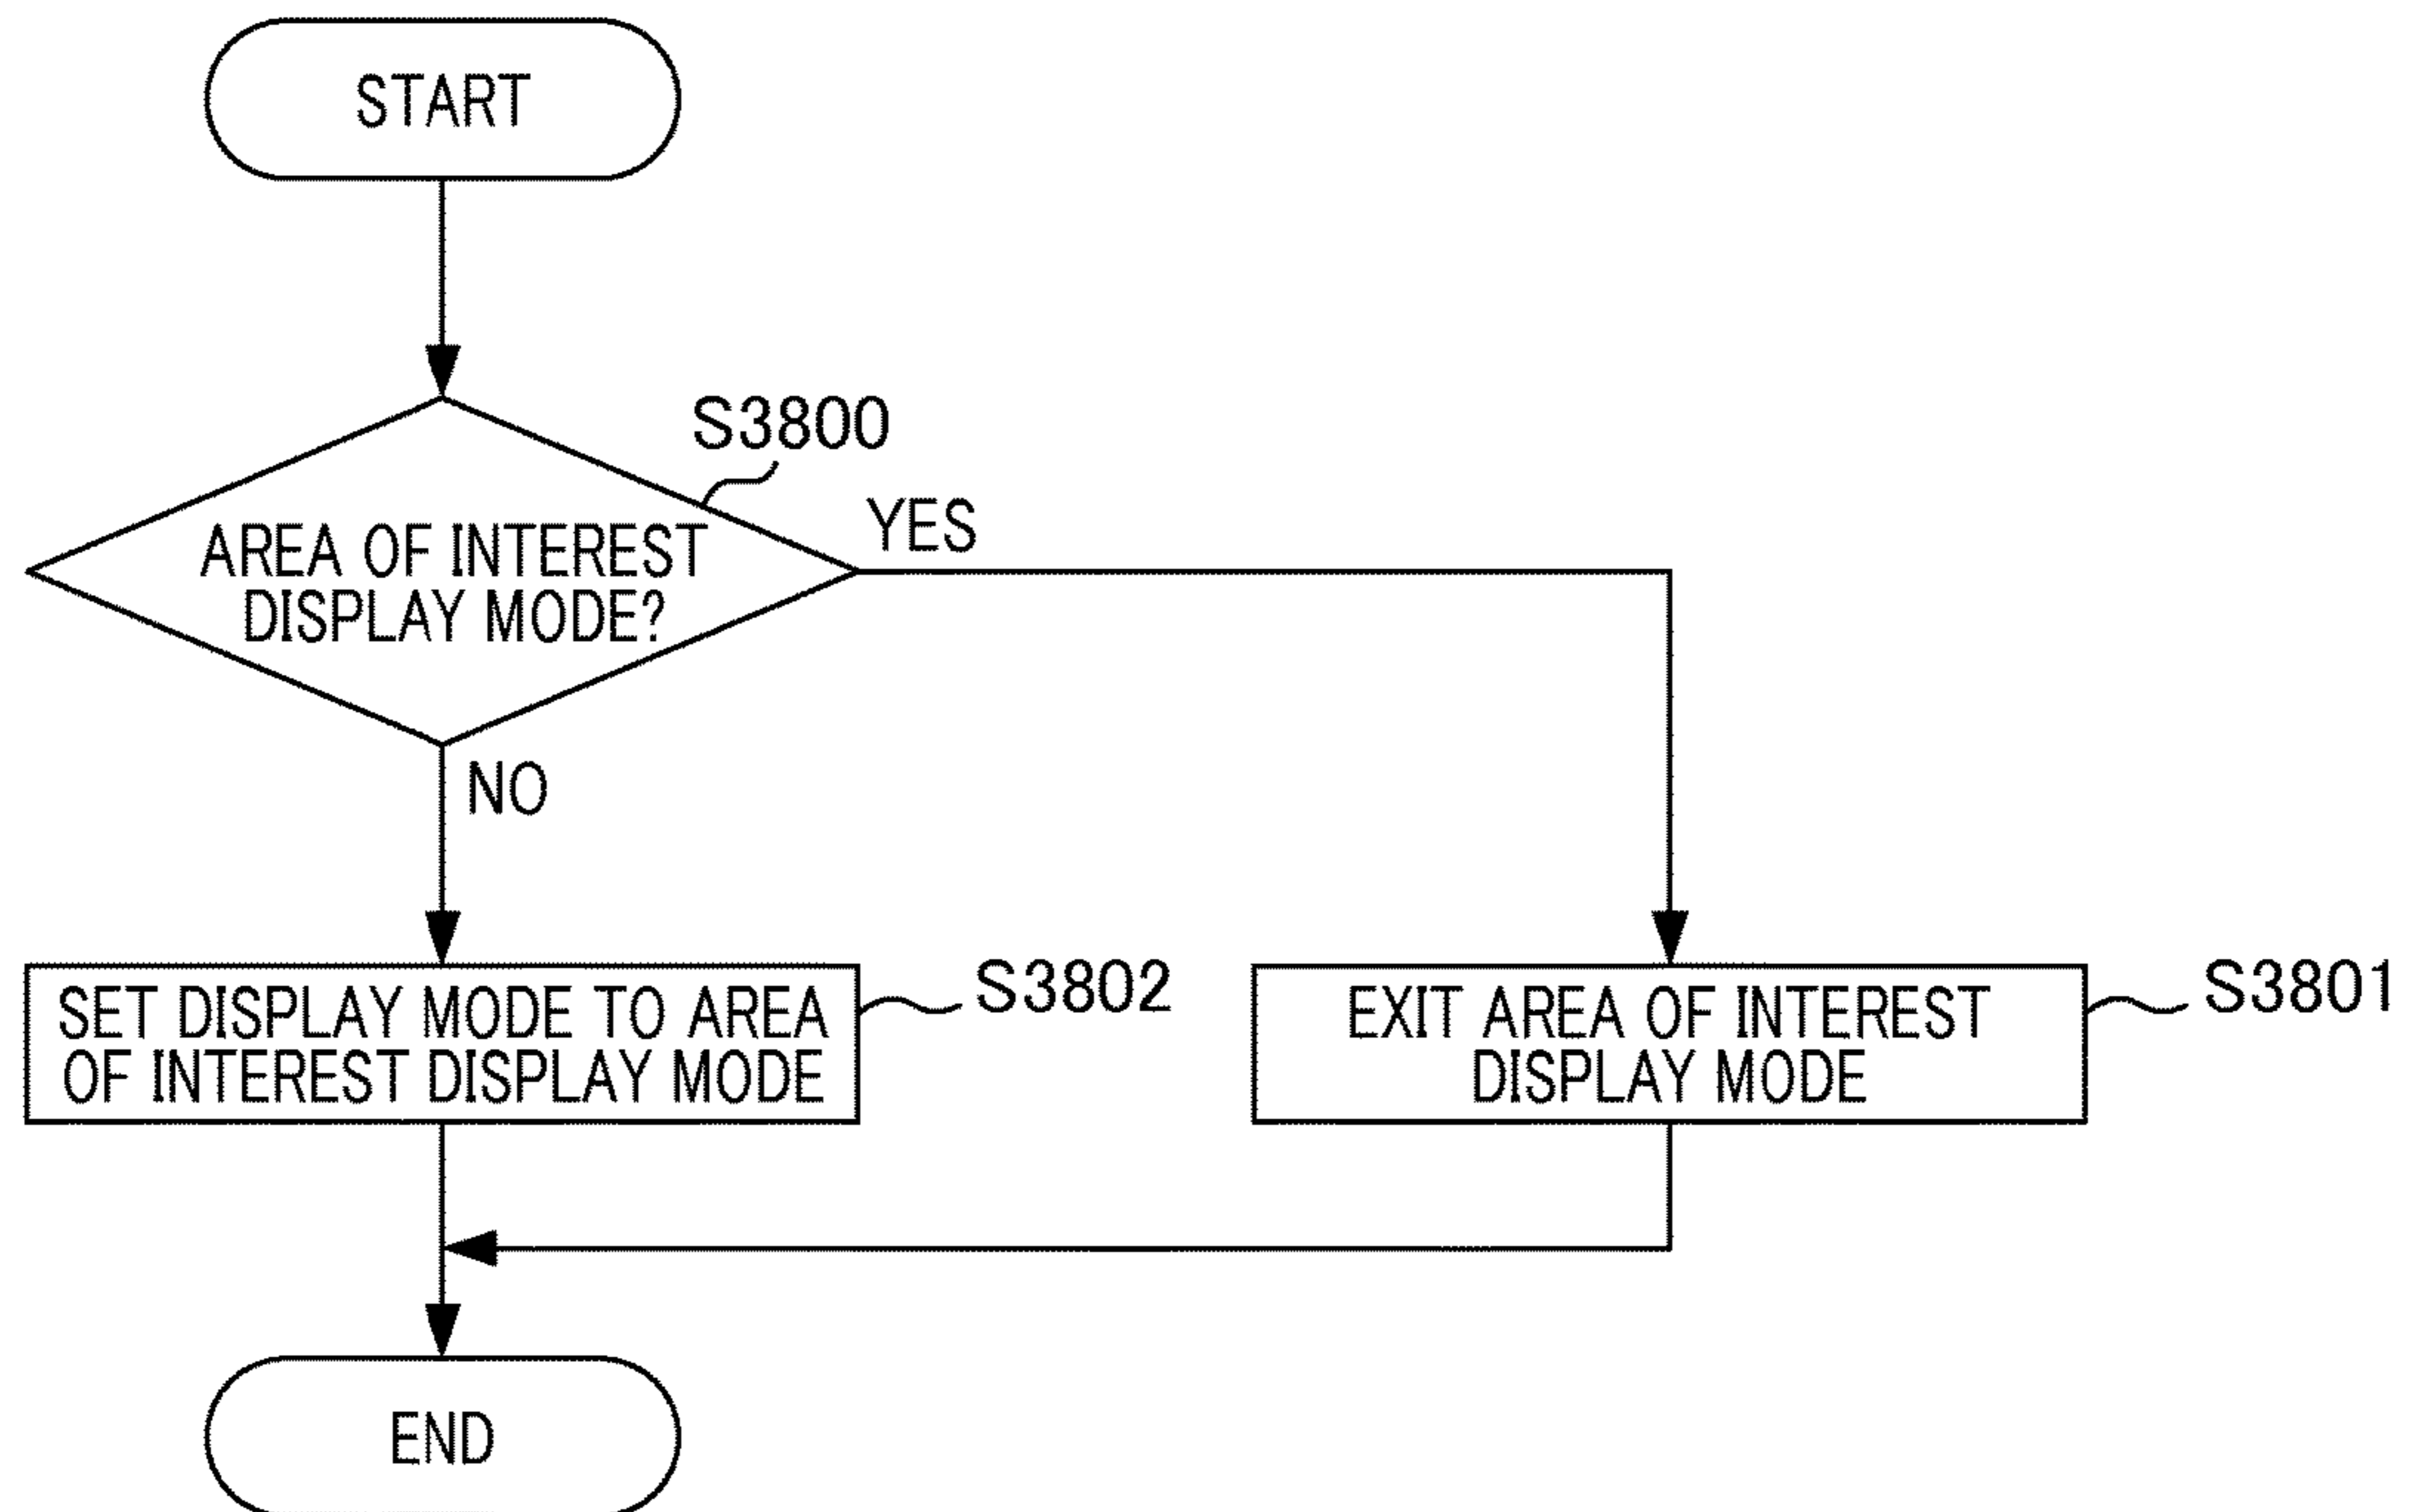 START
S3800
YES
AREA OF INTEREST
DISPLAY MODE?
NO
SET DISPLAY MODE TO AREA
OF INTEREST DISPLAY MODE
S3802
EXIT AREA OF INTEREST
DISPLAY MODE
S3801
END